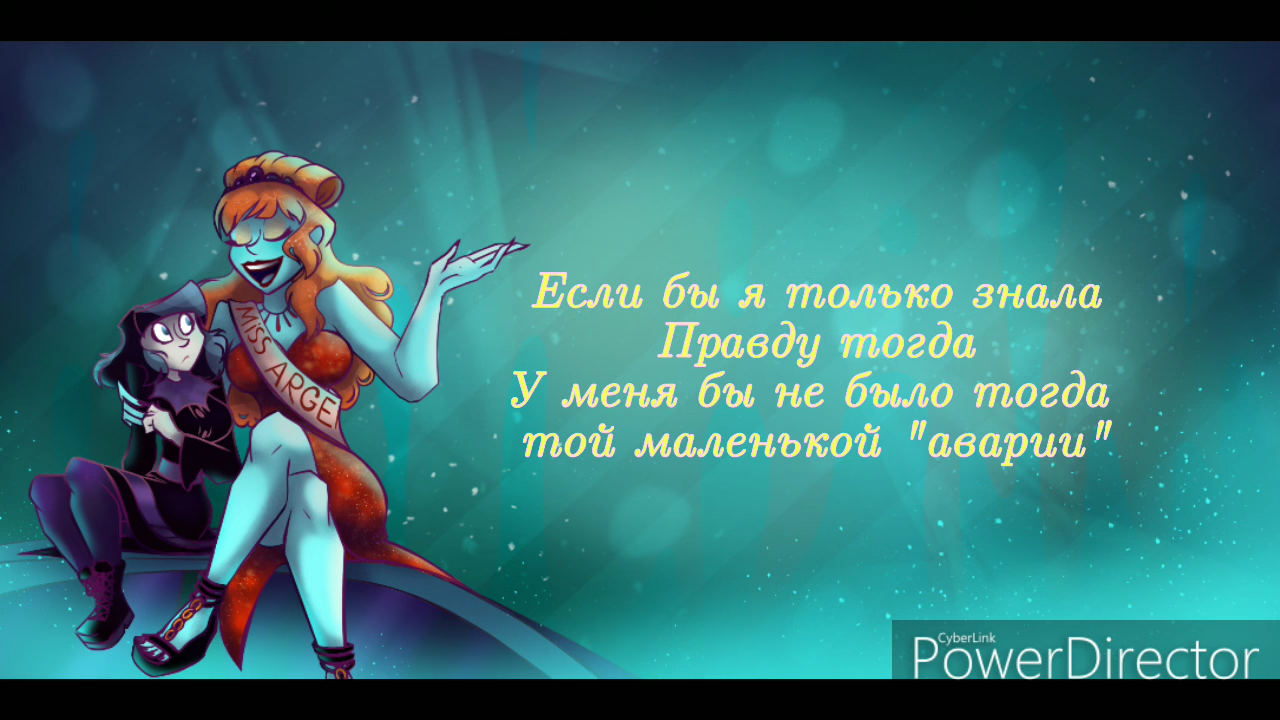 MISS ARGE
Если бы я только знала
Правду тогда
У меня бы не было тогда
той маленькой "аварии"
CyberLink
PowerDirector